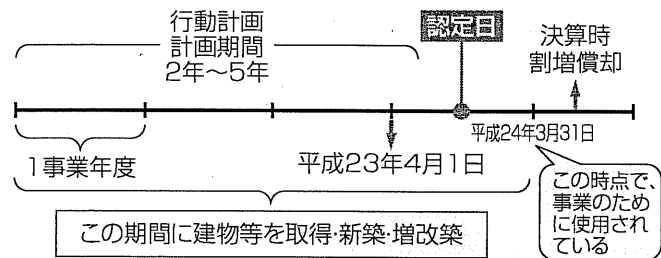 行動計画
計画期間
2年～5年
認定日
決算時
割増償却
1事業年度
平成23年4月1日
平成24年3月31日
この時点で、
事業のため
に使用され
ている
この期間に建物等を取得・新築・増改築